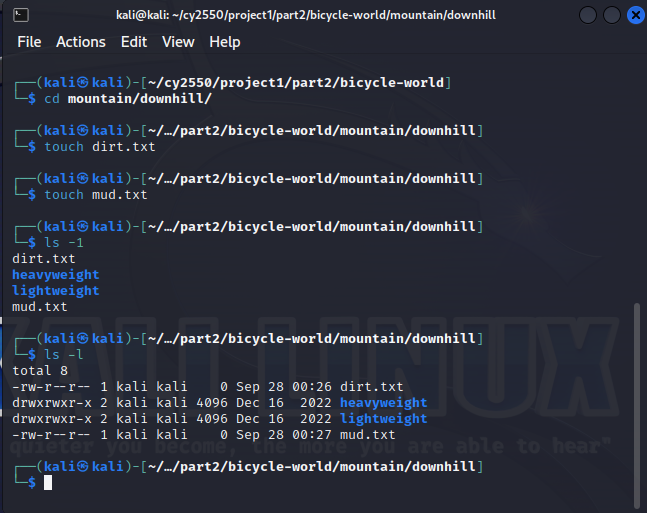 kali@kali: ~/cy2550/project1/part2/bicycle-world/mountain/downhill
File Actions Edit View Help
┌──(kali㉿kali)-[~/cy2550/project1/part2/bicycle-world]
└─$ cd mountain/downhill/
┌──(kali㉿kali)-[~/…/part2/bicycle-world/mountain/downhill]
└─$ touch dirt.txt
┌──(kali㉿kali)-[~/…/part2/bicycle-world/mountain/downhill]
└─$ touch mud.txt
┌──(kali㉿kali)-[~/…/part2/bicycle-world/mountain/downhill]
└─$ ls -1
dirt.txt
heavyweight
lightweight
mud.txt
┌──(kali㉿kali)-[~/…/part2/bicycle-world/mountain/downhill]
└─$ ls -l
total 8
-rw-r--r-- 1 kali kali    0 Sep 28 00:26 dirt.txt
drwxrwxr-x 2 kali kali 4096 Dec 16  2022 heavyweight
drwxrwxr-x 2 kali kali 4096 Dec 16  2022 lightweight
-rw-r--r-- 1 kali kali    0 Sep 28 00:27 mud.txt
KALI LINUX
quieter you become, the more you are able to hear"
┌──(kali㉿kali)-[~/…/part2/bicycle-world/mountain/downhill]
└─$